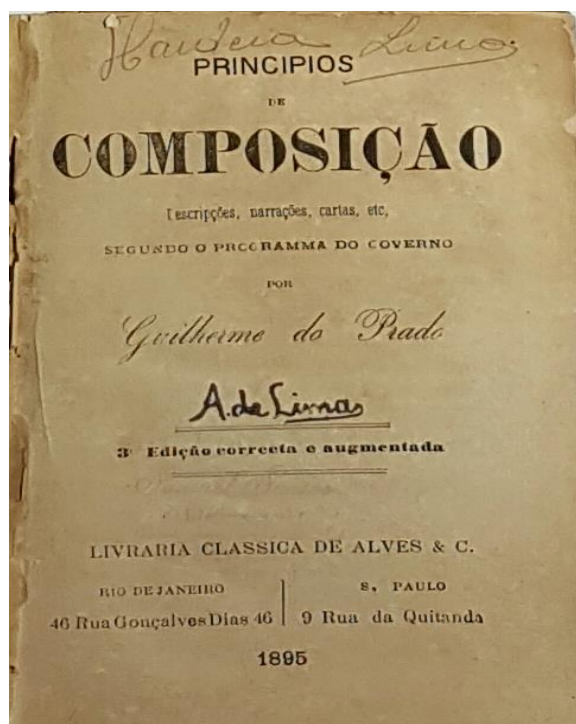 PRINCIPIOS
DE
COMPOSIÇÃO
Descripções, narrações, cartas, etc,
SEGUNDO O PROGRAMMA DO GOVERNO
POR
Guilherme do Prado
A. de Limas
3ª Edição correcta e augmentada
LIVRARIA CLASSICA DE ALVES & C.
RIO DE JANEIRO
S. PAULO
46 Rua Gonçalves Dias 46
9 Rua da Quitanda
1895